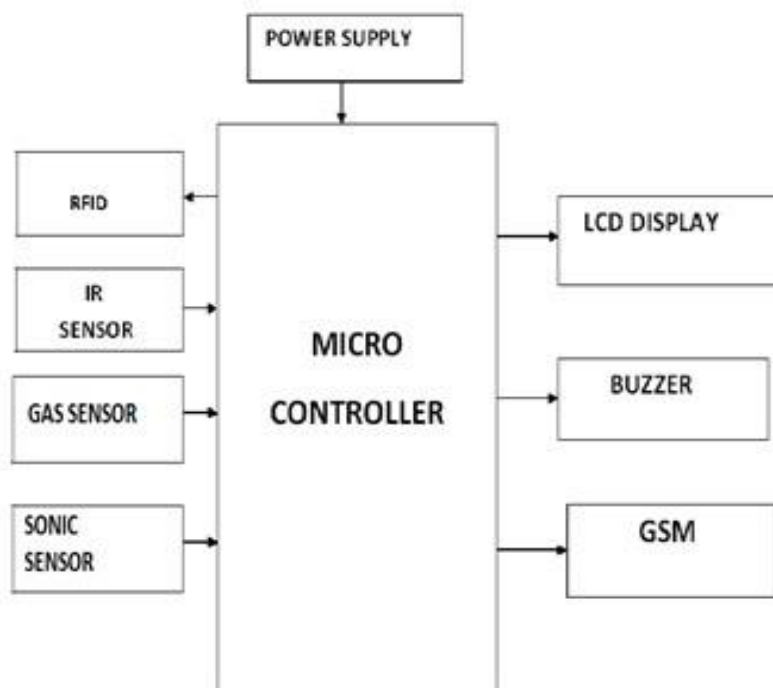 POWER SUPPLY
RFID
IR
SENSOR
GAS SENSOR
SONIC
SENSOR
MICRO
CONTROLLER
LCD DISPLAY
BUZZER
GSM